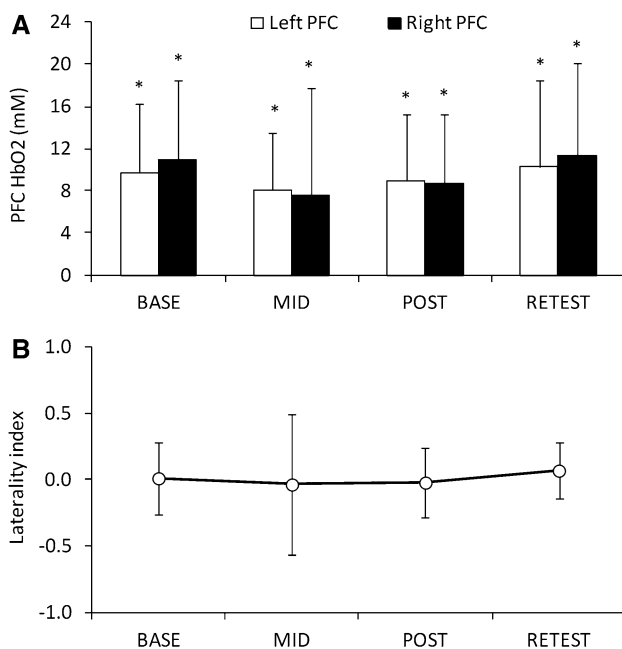 A
Left PFC Right PFC
24
20
16
12
8
4
0
PFC HbO2 (mM)
* * * * * * * *
BASE MID POST RETEST
B
1.0
0.5
0.0
-0.5
-1.0
Laterality index
BASE MID POST RETEST